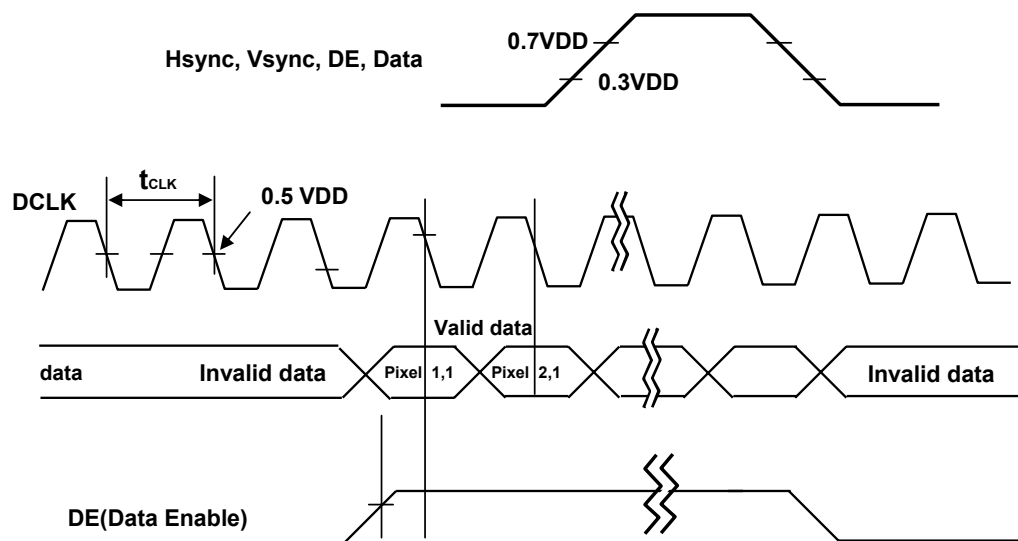 0.7VDD
Hsync, Vsync, DE, Data
0.3VDD
tCLK
DCLK
0.5 VDD
Valid data
data
Invalid data
Pixel 1,1
Pixel 2,1
Invalid data
DE(Data Enable)